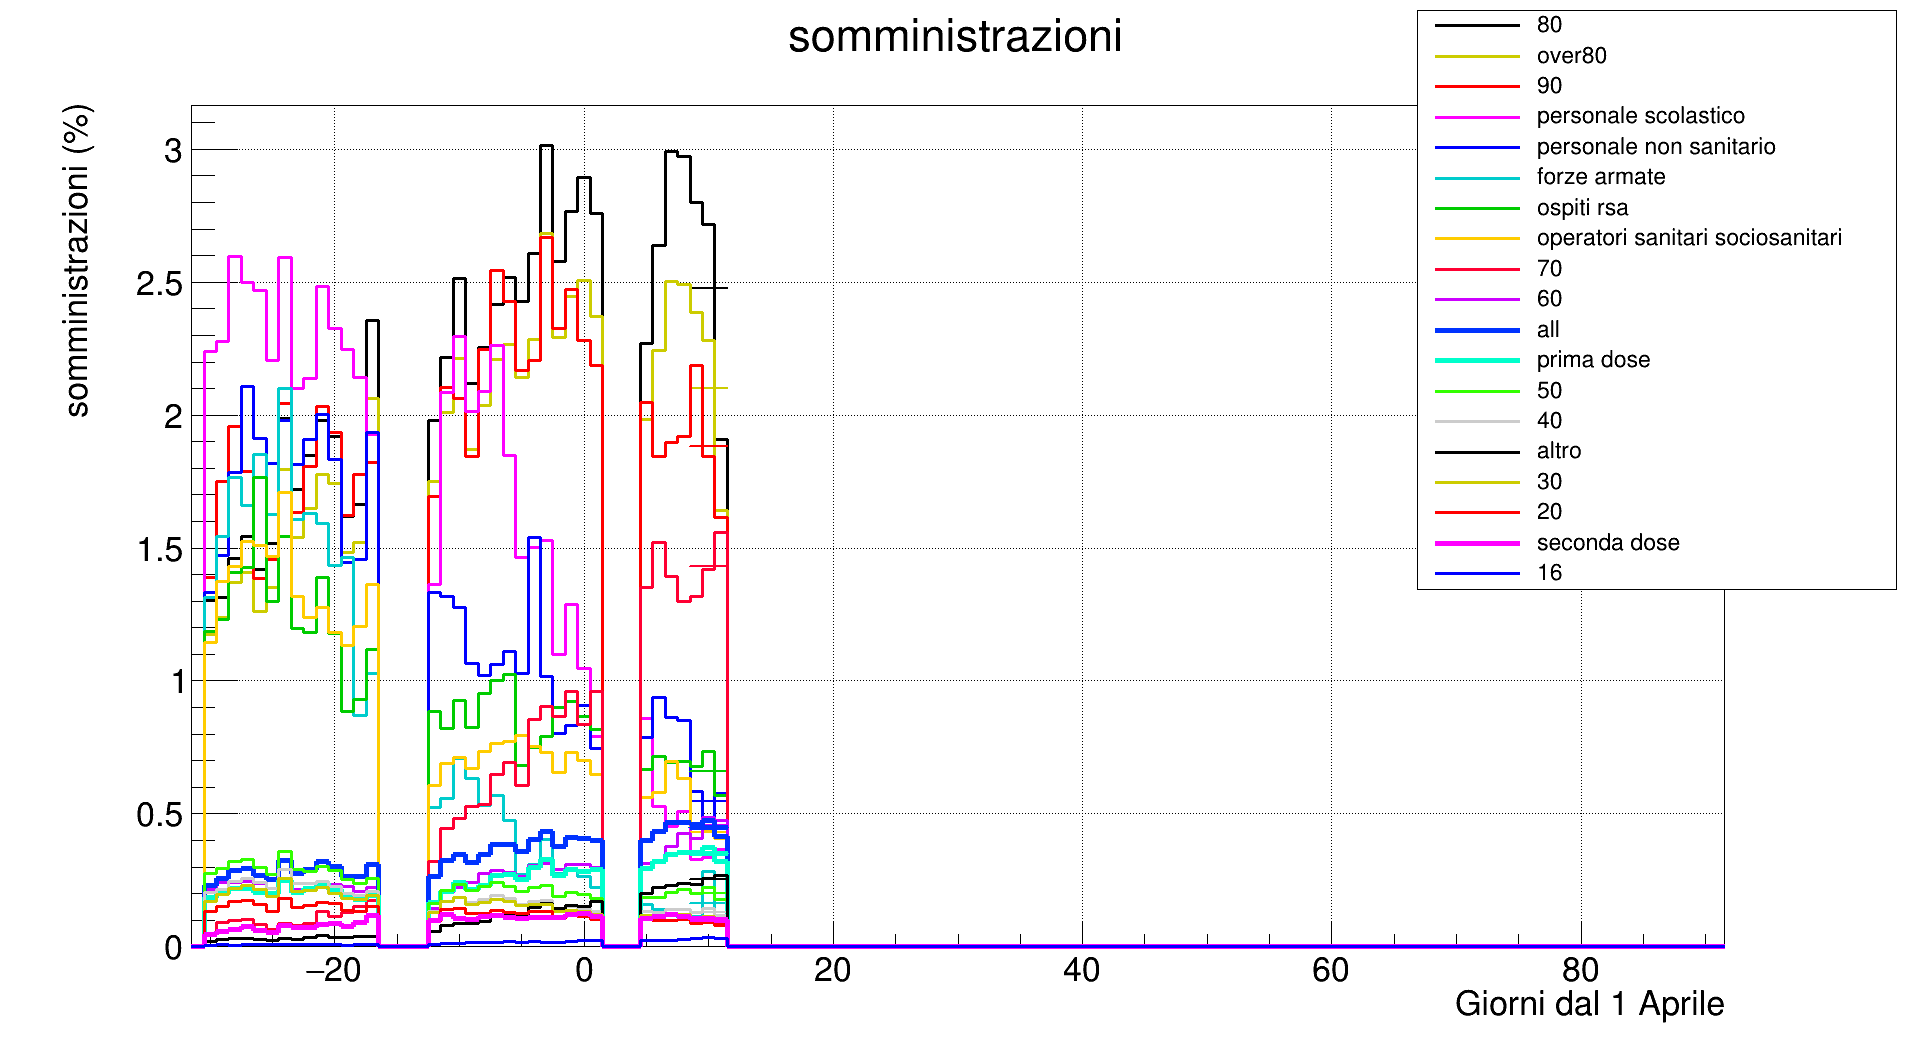 somministrazioni
80
over80
90
personale scolastico
personale non sanitario
forze armate
ospiti rsa
operatori sanitari sociosanitari
70
60
all
prima dose
50
40
altro
30
20
seconda dose
16
somministrazioni (%)
3
2.5
2
1.5
1
0.5
0
−20 0 20 40 60 80
Giorni dal 1 Aprile